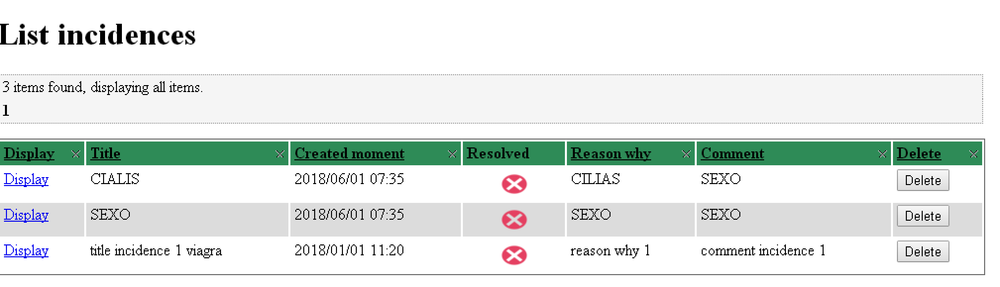 List incidences
3 items found, displaying all items.
1
Display Title Created moment Resolved Reason why Comment Delete
Display CIALIS 2018/06/01 07:35 CILIAS SEXO Delete
Display SEXO 2018/06/01 07:35 SEXO SEXO Delete
Display title incidence 1 viagra 2018/01/01 11:20 reason why 1 comment incidence 1 Delete